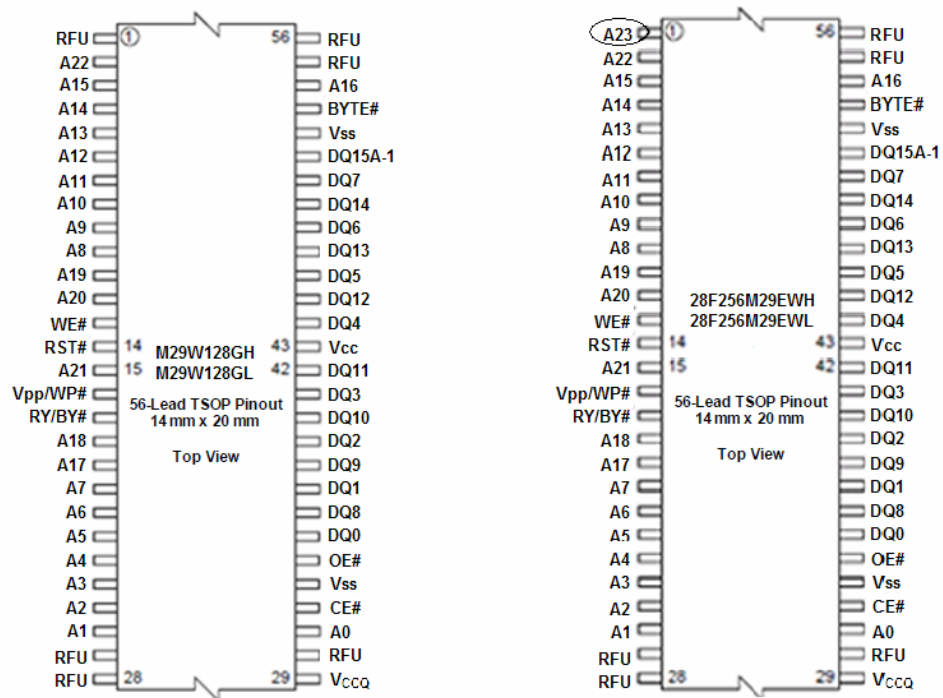 RFU 1 56 RFU
A22 RFU
A15 A16
A14 BYTE#
A13 Vss
A12 DQ15A-1
A11 DQ7
A10 DQ14
A9 DQ6
A8 DQ13
A19 DQ5
A20 DQ12
WE# DQ4
RST# 14 43 Vcc
M29W128GH
A21 15 42 DQ11
M29W128GL
Vpp/WP# DQ3
56-Lead TSOP Pinout
RY/BY# DQ10
14 mm x 20 mm
A18 DQ2
Top View
A17 DQ9
A7 DQ1
A6 DQ8
A5 DQ0
A4 OE#
A3 Vss
A2 CE#
A1 A0
RFU RFU
RFU 28 29 VCCQ
A23 1 56 RFU
A22 RFU
A15 A16
A14 BYTE#
A13 Vss
A12 DQ15A-1
A11 DQ7
A10 DQ14
A9 DQ6
A8 DQ13
A19 DQ5
A20 DQ12
28F256M29EWH
28F256M29EWL
WE# DQ4
RST# 14 43 Vcc
A21 15 42 DQ11
Vpp/WP# DQ3
56-Lead TSOP Pinout
RY/BY# DQ10
14 mm x 20 mm
A18 DQ2
Top View
A17 DQ9
A7 DQ1
A6 DQ8
A5 DQ0
A4 OE#
A3 Vss
A2 CE#
A1 A0
RFU RFU
RFU 28 29 VCCQ